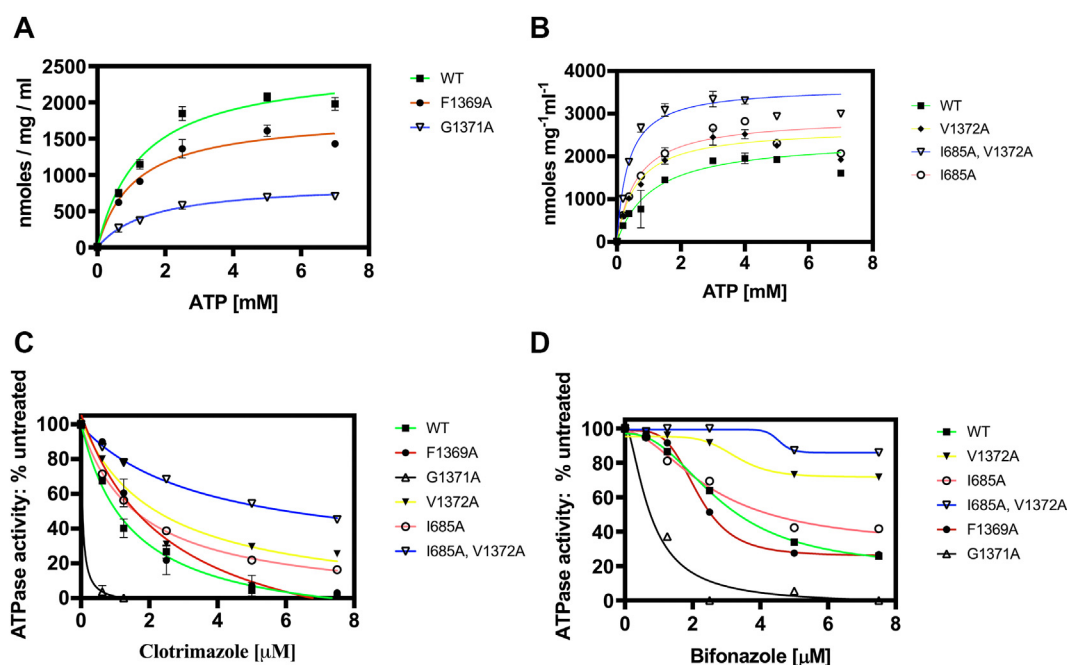 A
nmoles / mg / ml
2500
2000
1500
1000
500
0
0 2 4 6 8
ATP [mM]
WT
F1369A
G1371A
B
nmoles mg-1ml-1
4000
3000
2000
1000
0
0 2 4 6 8
ATP [mM]
WT
V1372A
I685A, V1372A
I685A
C
ATPase activity: % untreated
100
80
60
40
20
0
0 2 4 6 8
Clotrimazole [μM]
WT
F1369A
G1371A
V1372A
I685A
I685A, V1372A
D
ATPase activity: % untreated
100
80
60
40
20
0
0 2 4 6 8
Bifonazole [μM]
WT
V1372A
I685A
I685A, V1372A
F1369A
G1371A